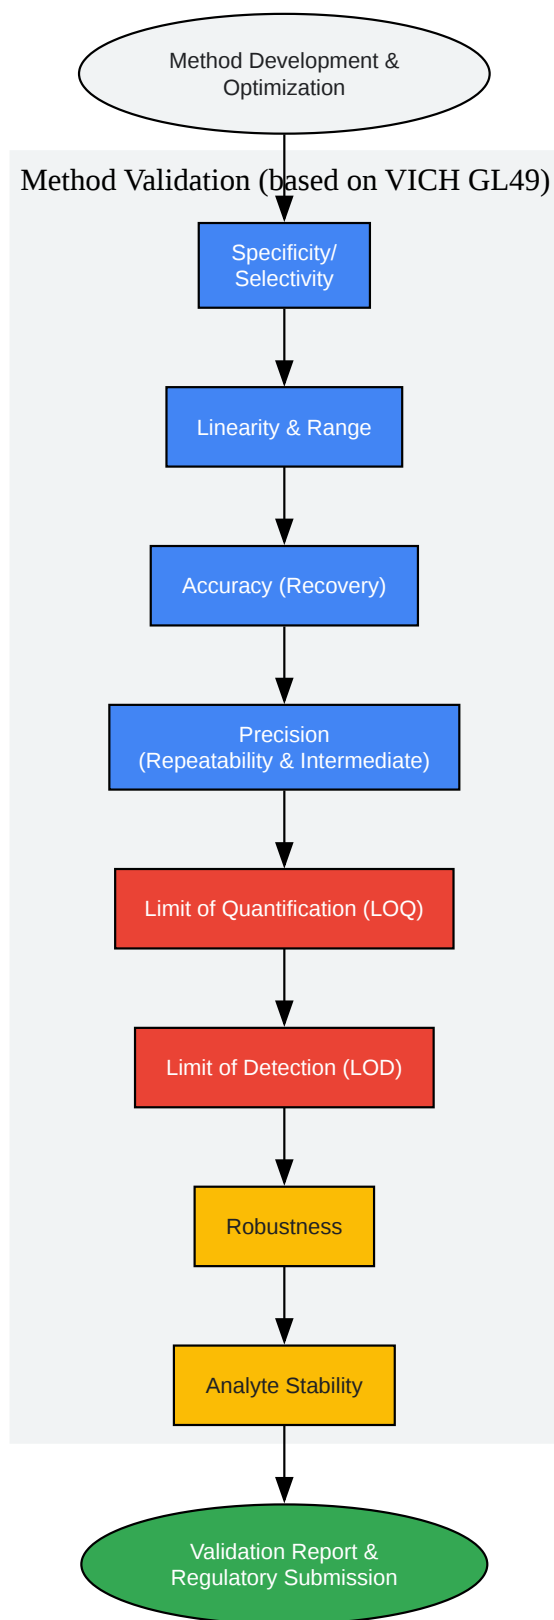 Method Development &
Optimization
Method Validation (based on VICH GL49)
Specificity/
Selectivity
Linearity & Range
Accuracy (Recovery)
Precision
(Repeatability & Intermediate)
Limit of Quantification (LOQ)
Limit of Detection (LOD)
Robustness
Analyte Stability
Validation Report &
Regulatory Submission